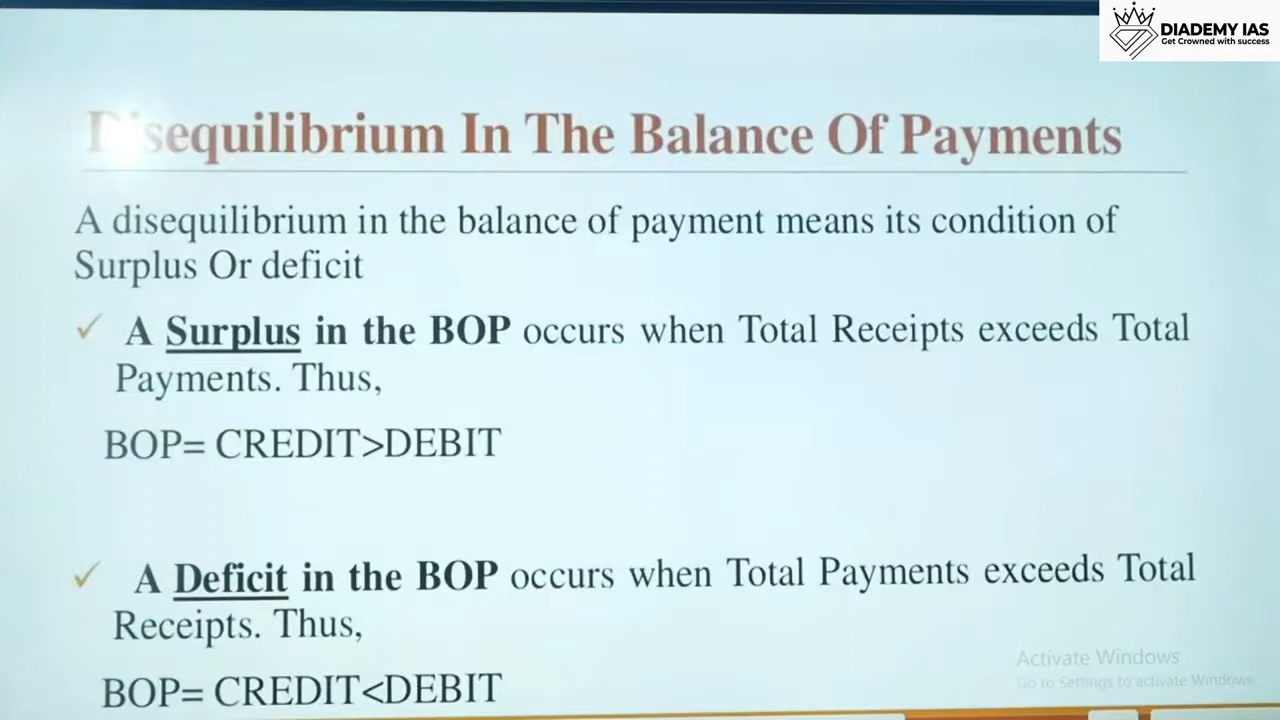 DIADEMY IAS
Get Crowned with success
Disequilibrium In The Balance Of Payments
A disequilibrium in the balance of payment means its condition of
Surplus Or deficit
✓ A Surplus in the BOP occurs when Total Receipts exceeds Total
Payments. Thus,
BOP= CREDIT>DEBIT
✓ A Deficit in the BOP occurs when Total Payments exceeds Total
Receipts. Thus,
BOP= CREDIT<DEBIT
Activate Windows
Go to Settings to activate Windows.